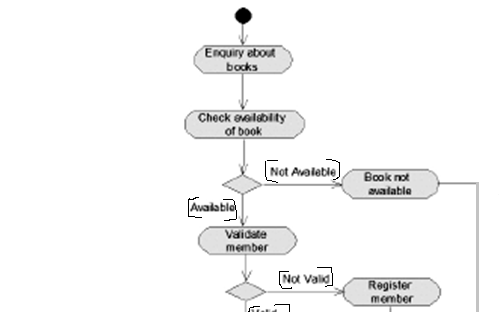 Enquiry about
books
Check availability
of book
[Not Available]
Book not
available
[Available]
Validate
member
[Not Valid]
Register
member
[Valid]